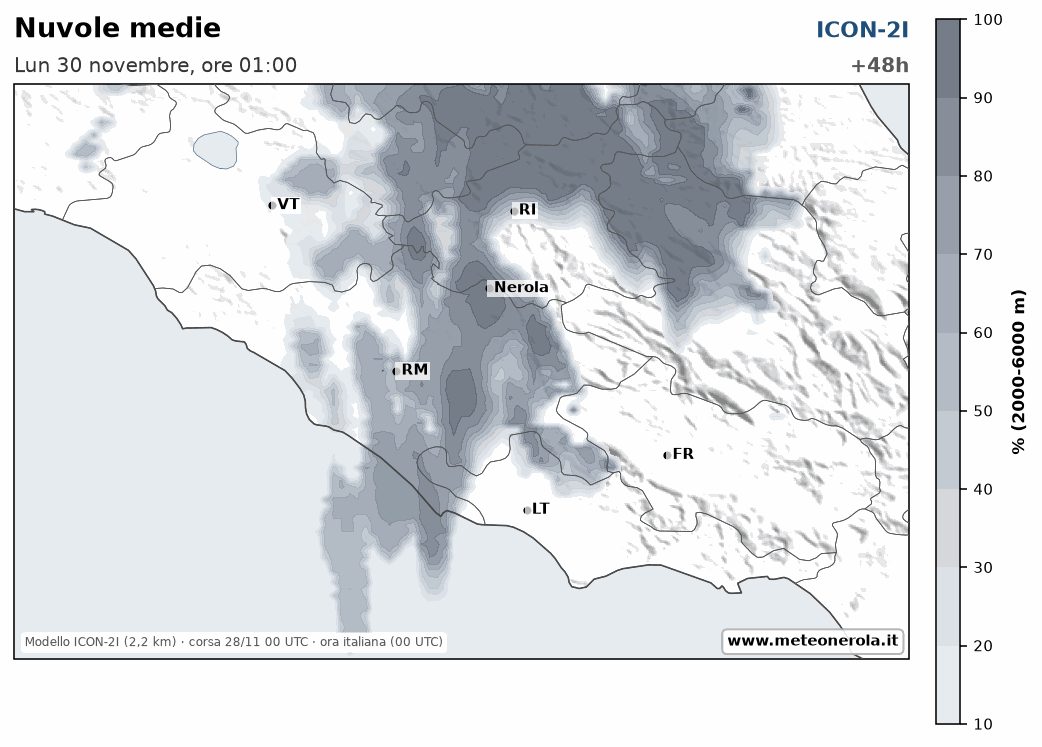 Nuvole medie
ICON-2I
Lun 30 novembre, ore 01:00
+48h
100
90
80
70
60
50
40
30
20
10
% (2000-6000 m)
VT
RI
Nerola
RM
FR
LT
Modello ICON-2I (2,2 km) · corsa 28/11 00 UTC · ora italiana (00 UTC)
www.meteonerola.it